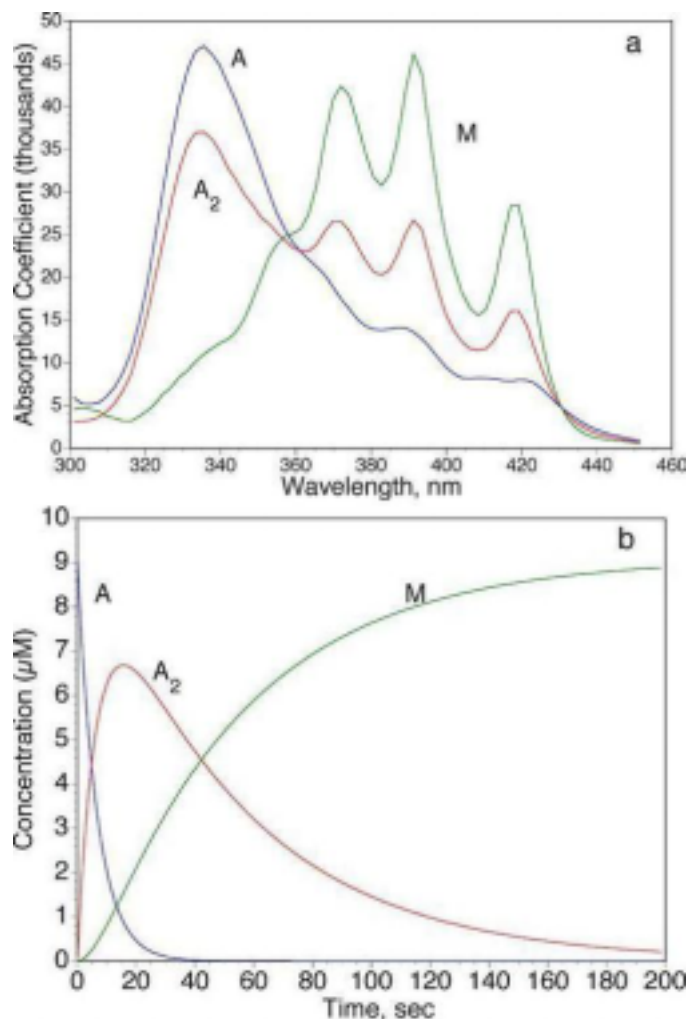 a
A
A2
M
50
45
40
35
30
25
20
15
10
5
0
Absorption Coefficient (thousands)
300 320 340 360 380 400 420 440 460
Wavelength, nm
b
A
A2
M
10
9
8
7
6
5
4
3
2
1
0
Concentration (µM)
0 20 40 60 80 100 120 140 160 180 200
Time, sec